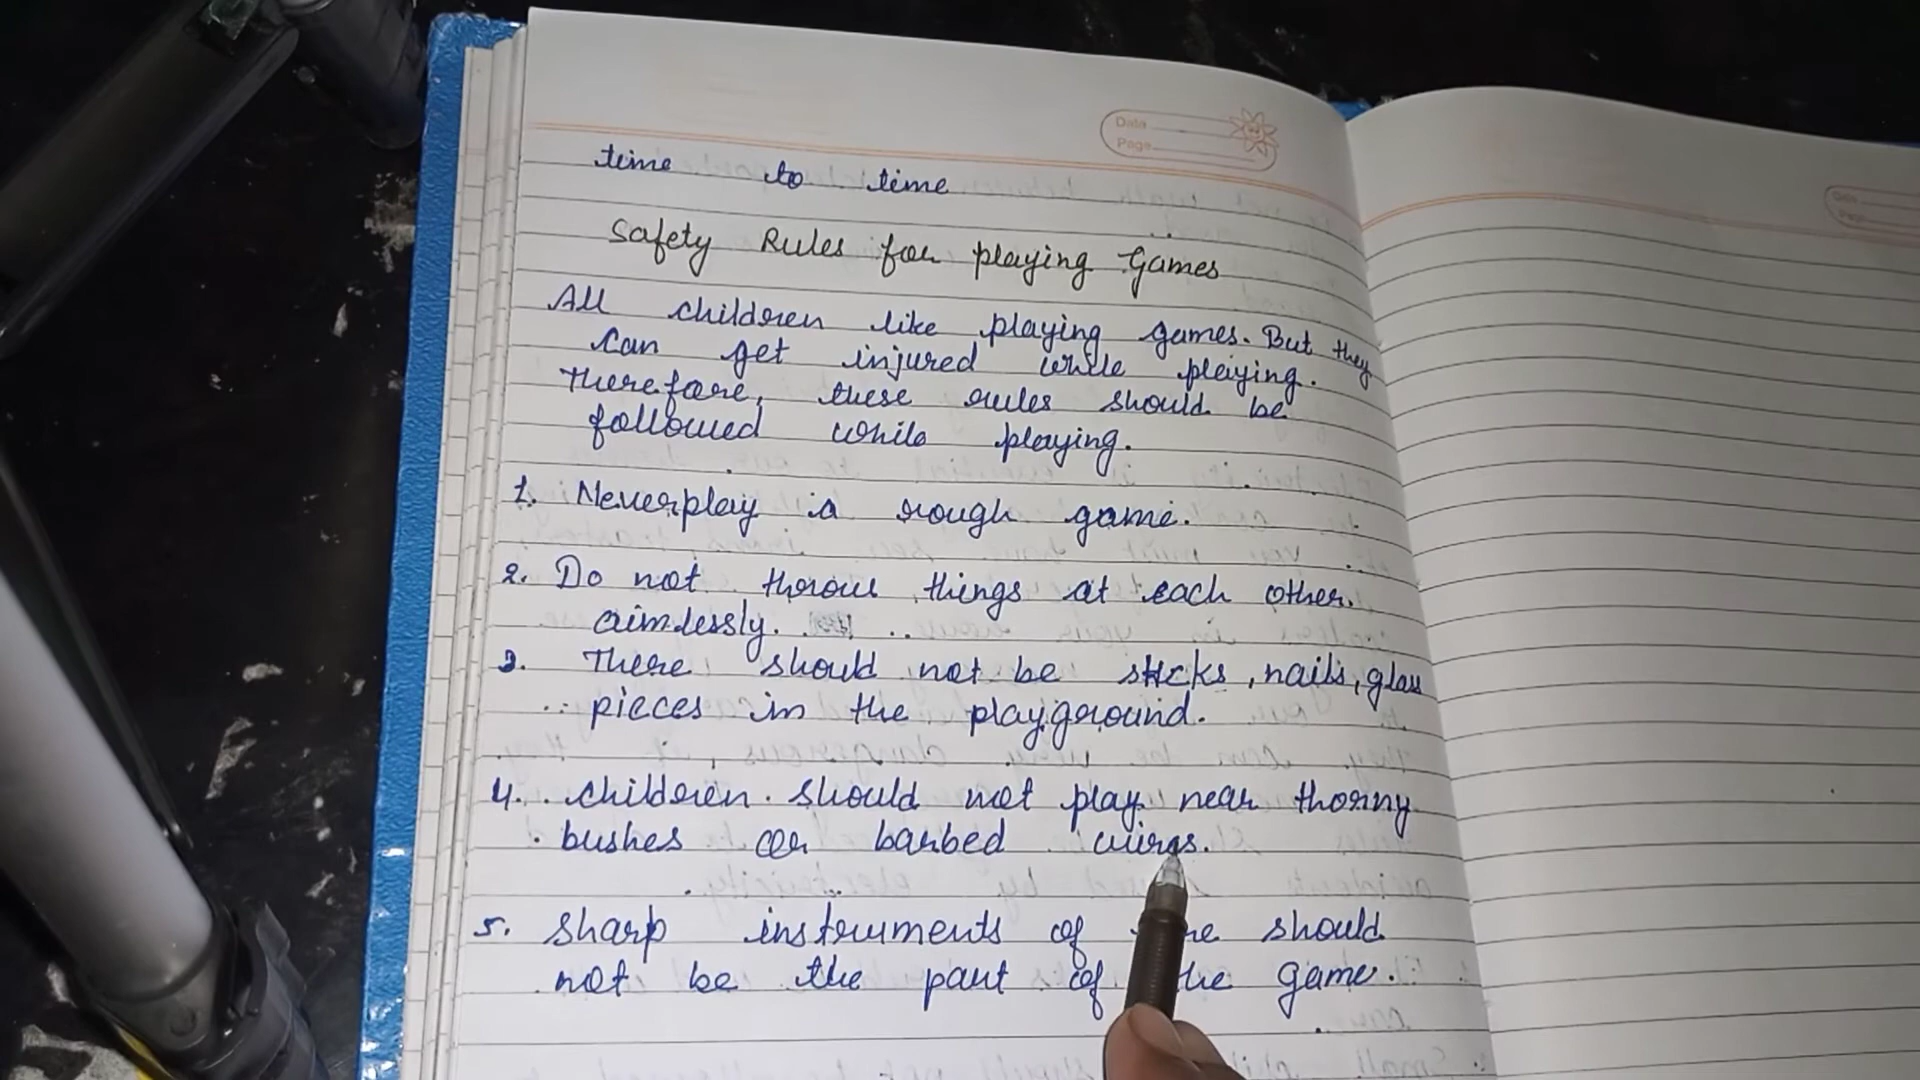 Date
Page
time to time
Safety Rules for playing Games
All children like playing games. But they
can get injured while playing.
Therefore, these rules should be
followed while playing.
1. Never play a rough game.
2. Do not throw things at each other.
aimlessly.
3. There should not be sticks, nails, glass
pieces in the playground.
4. children should not play near thorny
bushes or barbed wires.
5. Sharp instruments of should
not be the part of the game.